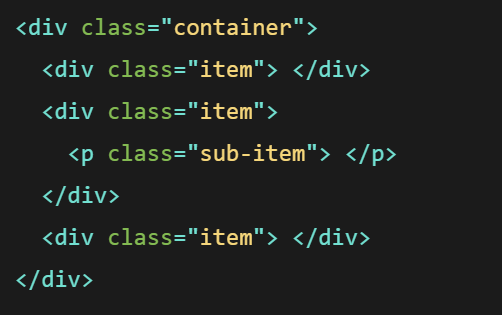 <div class="container">
  <div class="item"> </div>
  <div class="item">
    <p class="sub-item"> </p>
  </div>
  <div class="item"> </div>
</div>